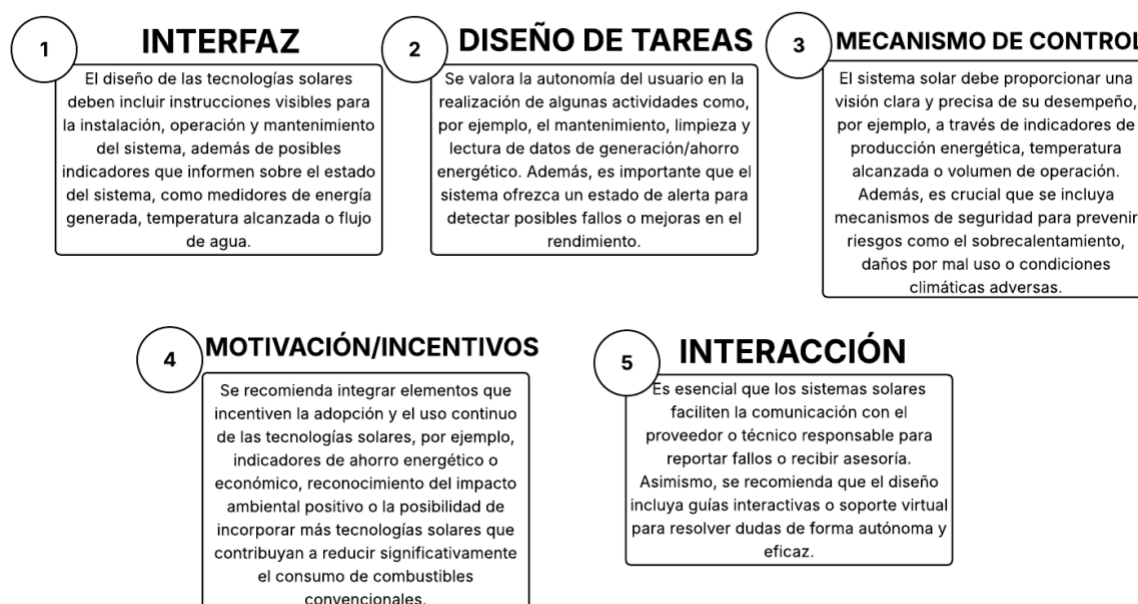 1
INTERFAZ
El diseño de las tecnologías solares
deben incluir instrucciones visibles para
la instalación, operación y mantenimiento
del sistema, además de posibles
indicadores que informen sobre el estado
del sistema, como medidores de energía
generada, temperatura alcanzada o flujo
de agua.
2
DISEÑO DE TAREAS
Se valora la autonomía del usuario en la
realización de algunas actividades como,
por ejemplo, el mantenimiento, limpieza y
lectura de datos de generación/ahorro
energético. Además, es importante que el
sistema ofrezca un estado de alerta para
detectar posibles fallos o mejoras en el
rendimiento.
3
MECANISMO DE CONTROL
El sistema solar debe proporcionar una
visión clara y precisa de su desempeño,
por ejemplo, a través de indicadores de
producción energética, temperatura
alcanzada o volumen de operación.
Además, es crucial que se incluya
mecanismos de seguridad para prevenir
riesgos como el sobrecalentamiento,
daños por mal uso o condiciones
climáticas adversas.
4
MOTIVACIÓN/INCENTIVOS
Se recomienda integrar elementos que
incentiven la adopción y el uso continuo
de las tecnologías solares, por ejemplo,
indicadores de ahorro energético o
económico, reconocimiento del impacto
ambiental positivo o la posibilidad de
incorporar más tecnologías solares que
contribuyan a reducir significativamente
el consumo de combustibles
convencionales.
5
INTERACCIÓN
Es esencial que los sistemas solares
faciliten la comunicación con el
proveedor o técnico responsable para
reportar fallos o recibir asesoría.
Asimismo, se recomienda que el diseño
incluya guías interactivas o soporte virtual
para resolver dudas de forma autónoma y
eficaz.